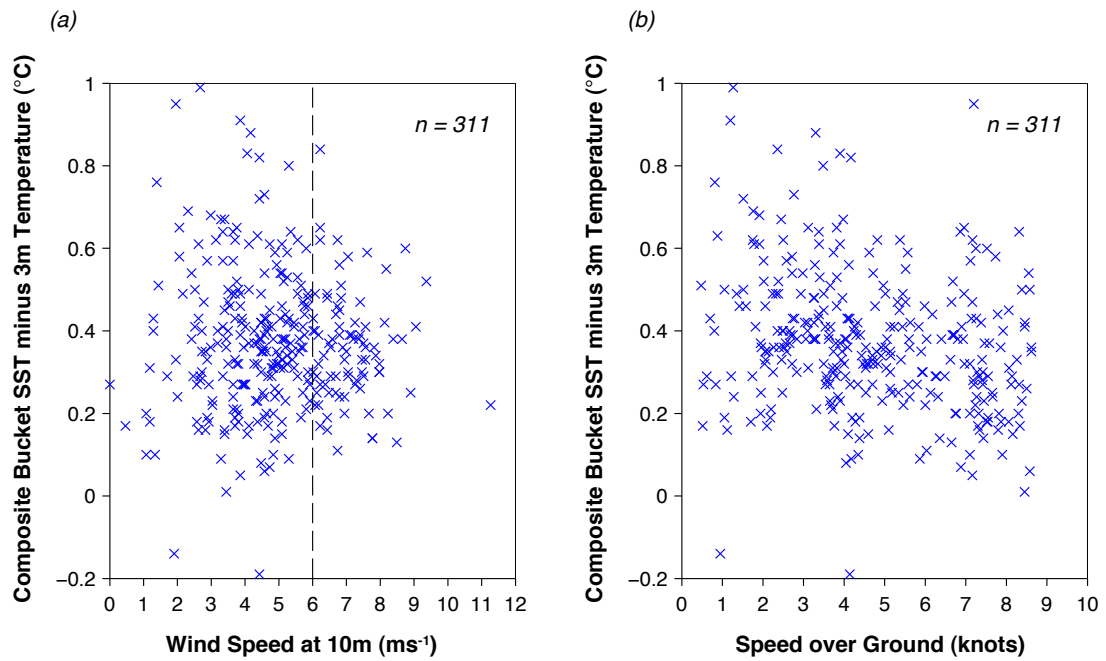 (a)
Composite Bucket SST minus 3m Temperature (°C)
1
0.8
0.6
0.4
0.2
0
−0.2
n = 311
0 1 2 3 4 5 6 7 8 9 10 11 12
Wind Speed at 10m (ms⁻¹)
(b)
Composite Bucket SST minus 3m Temperature (°C)
1
0.8
0.6
0.4
0.2
0
−0.2
n = 311
0 1 2 3 4 5 6 7 8 9 10
Speed over Ground (knots)